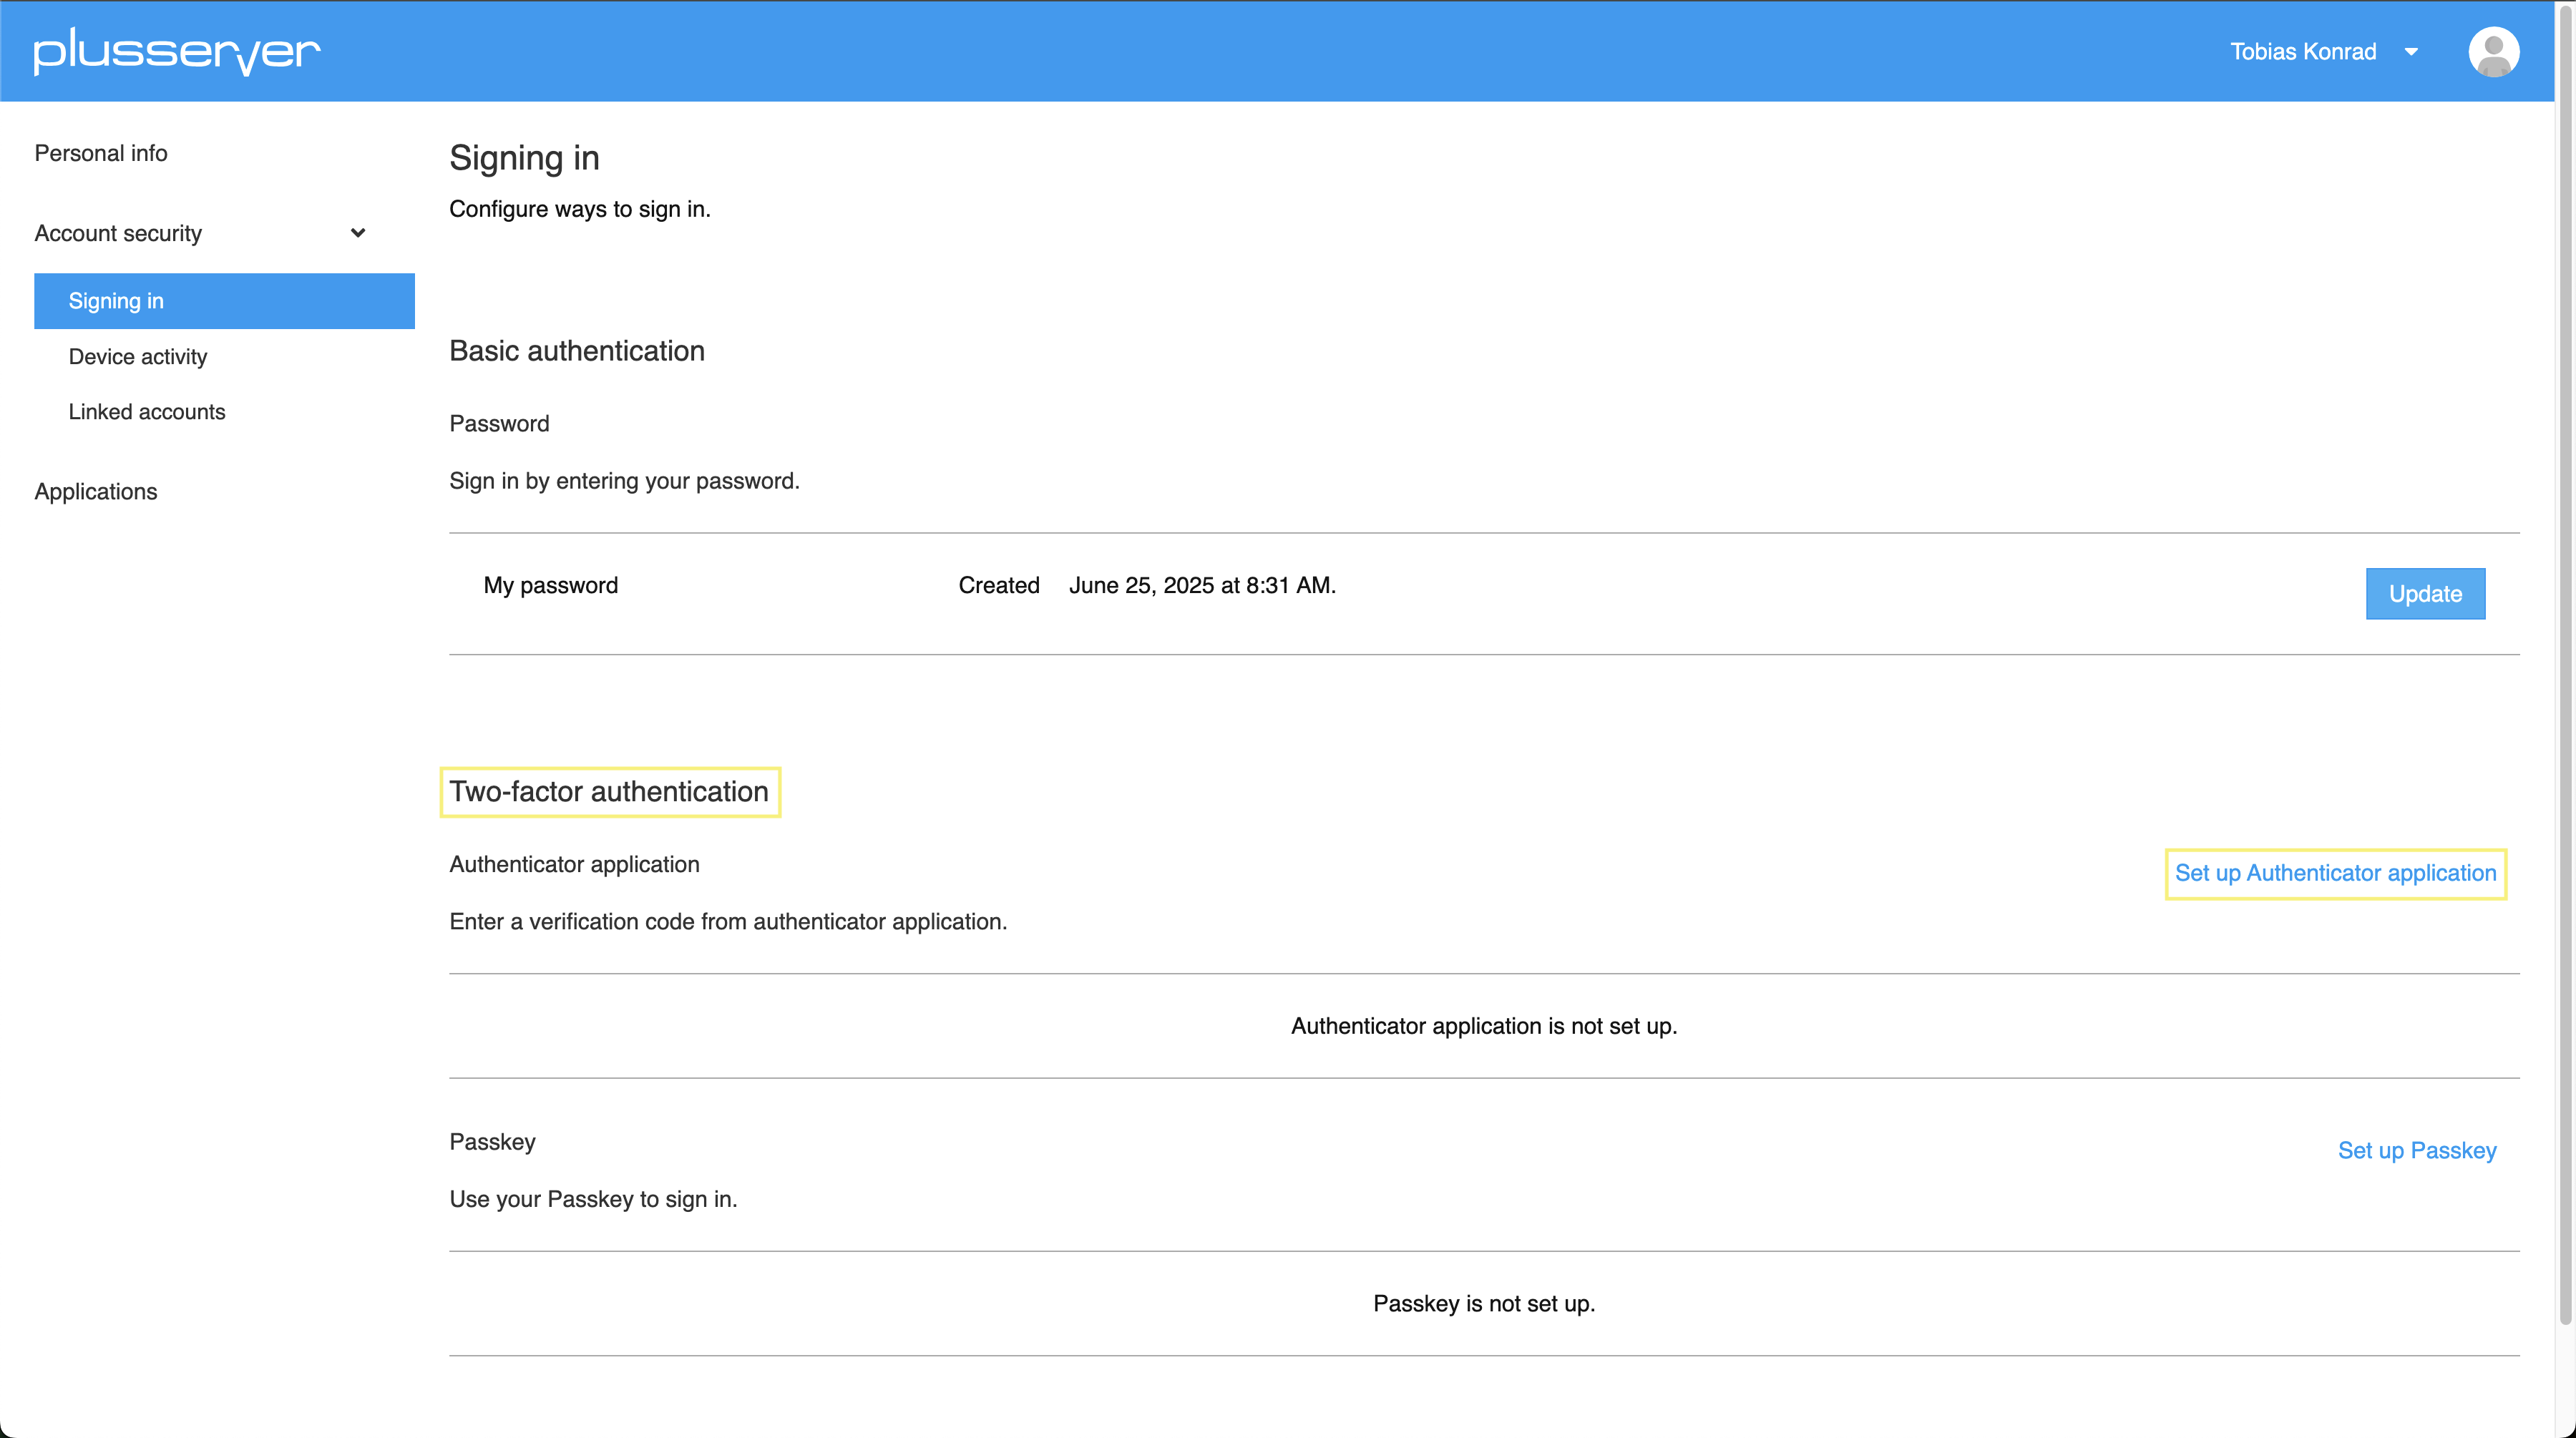 plusserver
Tobias Konrad
Personal info
Account security
Signing in
Device activity
Linked accounts
Applications
Signing in
Configure ways to sign in.
Basic authentication
Password
Sign in by entering your password.
My password Created June 25, 2025 at 8:31 AM. Update
Two-factor authentication
Authenticator application
Set up Authenticator application
Enter a verification code from authenticator application.
Authenticator application is not set up.
Passkey
Set up Passkey
Use your Passkey to sign in.
Passkey is not set up.